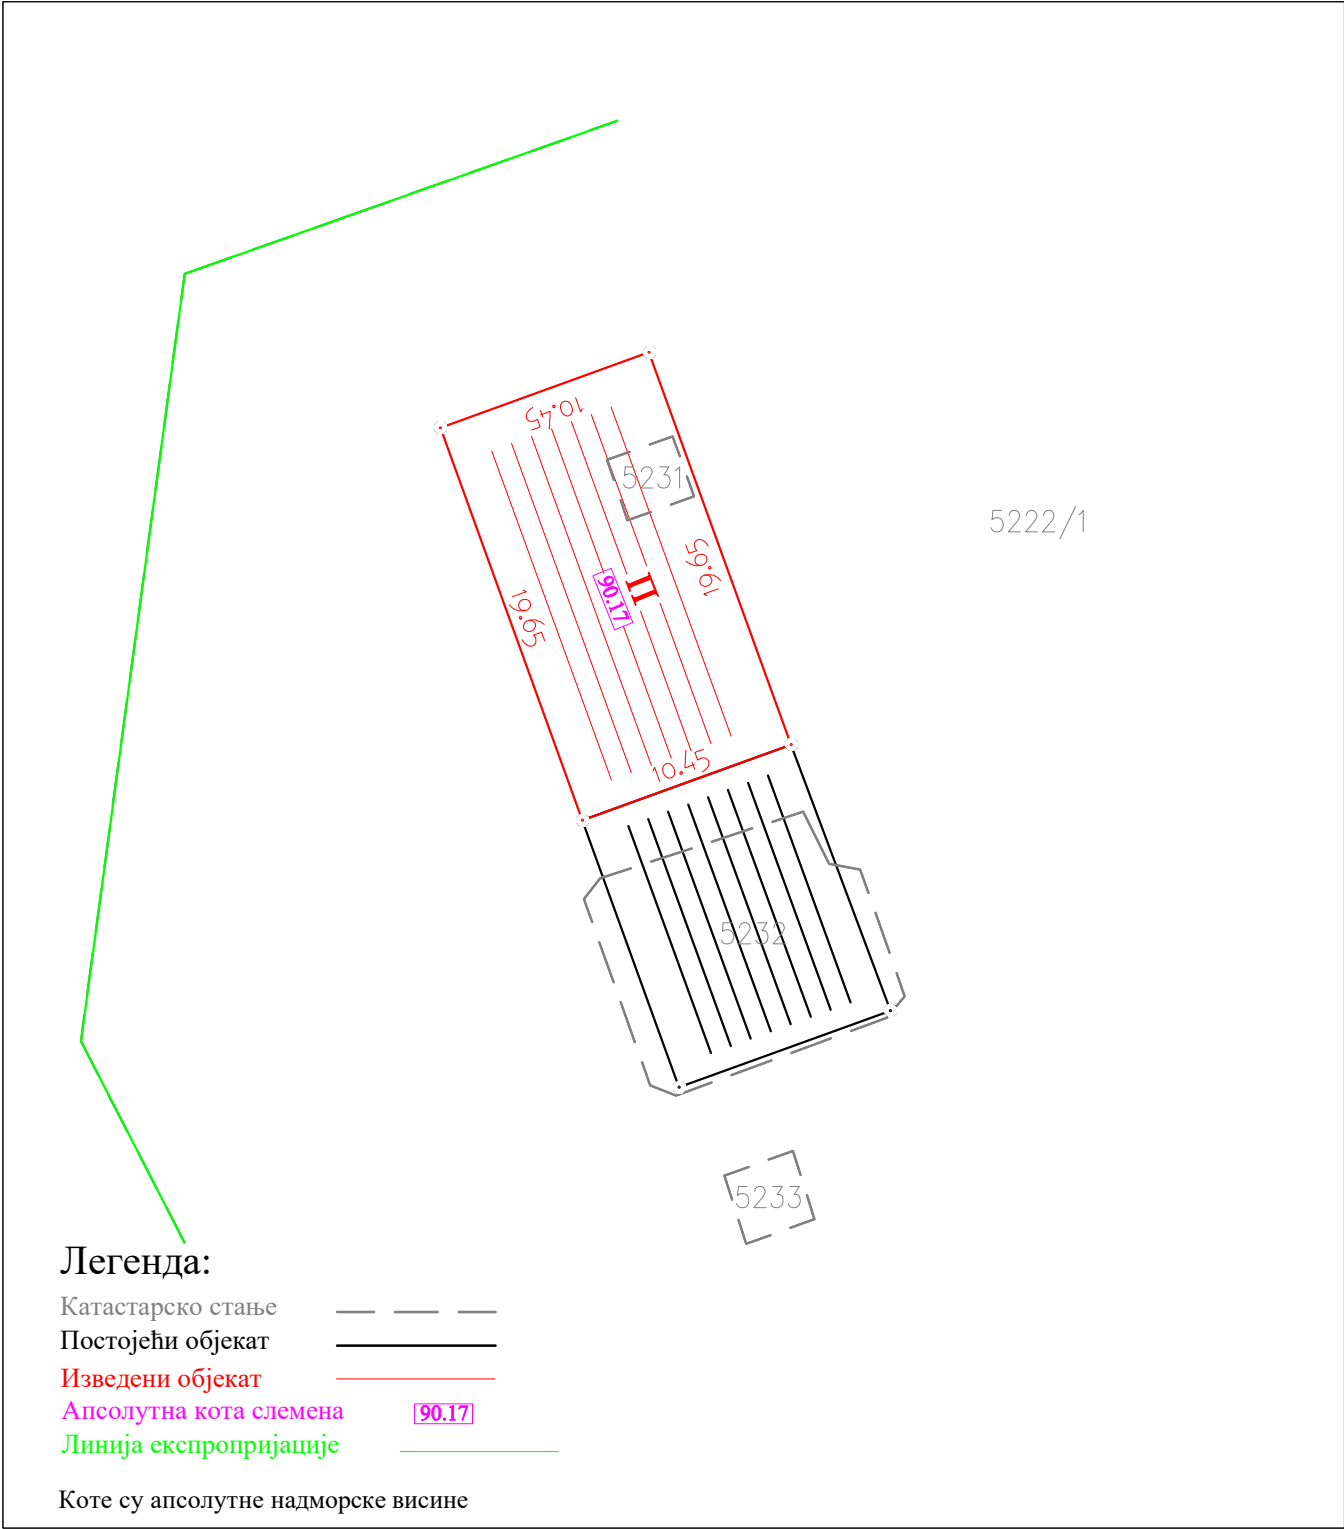 10.45
5231
5222/1
19.65
II
90.17
19.65
10.45
5232
5233
Легенда:
Катастарско стање
Постојећи објекат
Изведени објекат
Апсолутна кота слемена 90.17
Линија експропријације
Коте су апсолутне надморске висине